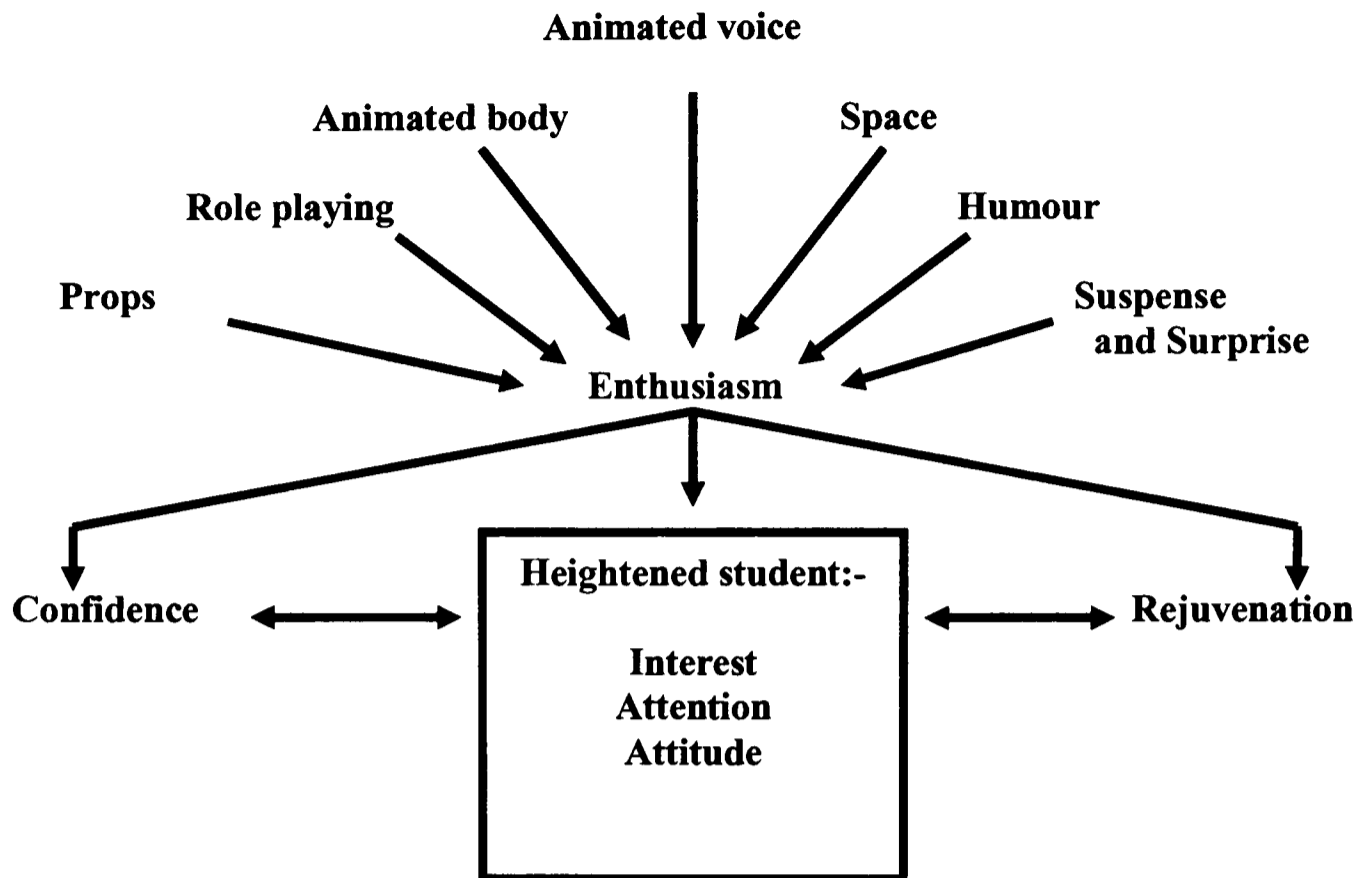 Animated voice
Animated body
Space
Role playing
Humour
Props
Suspense
and Surprise
Enthusiasm
Heightened student:-
Confidence
Rejuvenation
Interest
Attention
Attitude